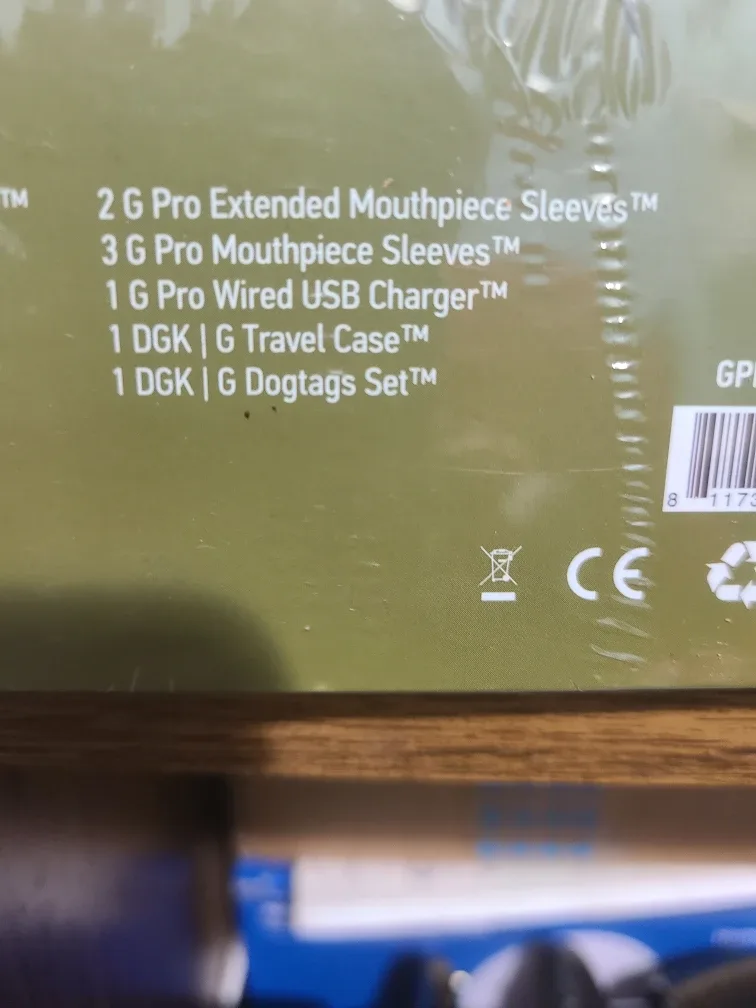 ™
2 G Pro Extended Mouthpiece Sleeves™
3 G Pro Mouthpiece Sleeves™
1 G Pro Wired USB Charger™
1 DGK | G Travel Case™
1 DGK | G Dogtags Set™
8 1173
CE